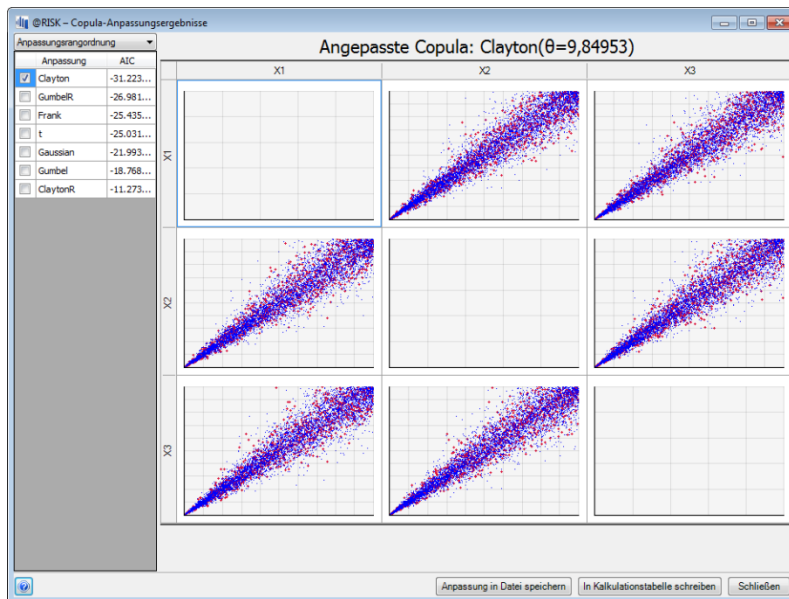 @RISK – Copula-Anpassungsergebnisse
Anpassungsrangordnung
Anpassung AIC
Clayton -31.223...
GumbelR -26.981...
Frank -25.435...
t -25.031...
Gaussian -21.993...
Gumbel -18.768...
ClaytonR -11.273...
Angepasste Copula: Clayton(θ=9,84953)
X1 X2 X3
X1
X2
X3
Anpassung in Datei speichern In Kalkulationstabelle schreiben Schließen